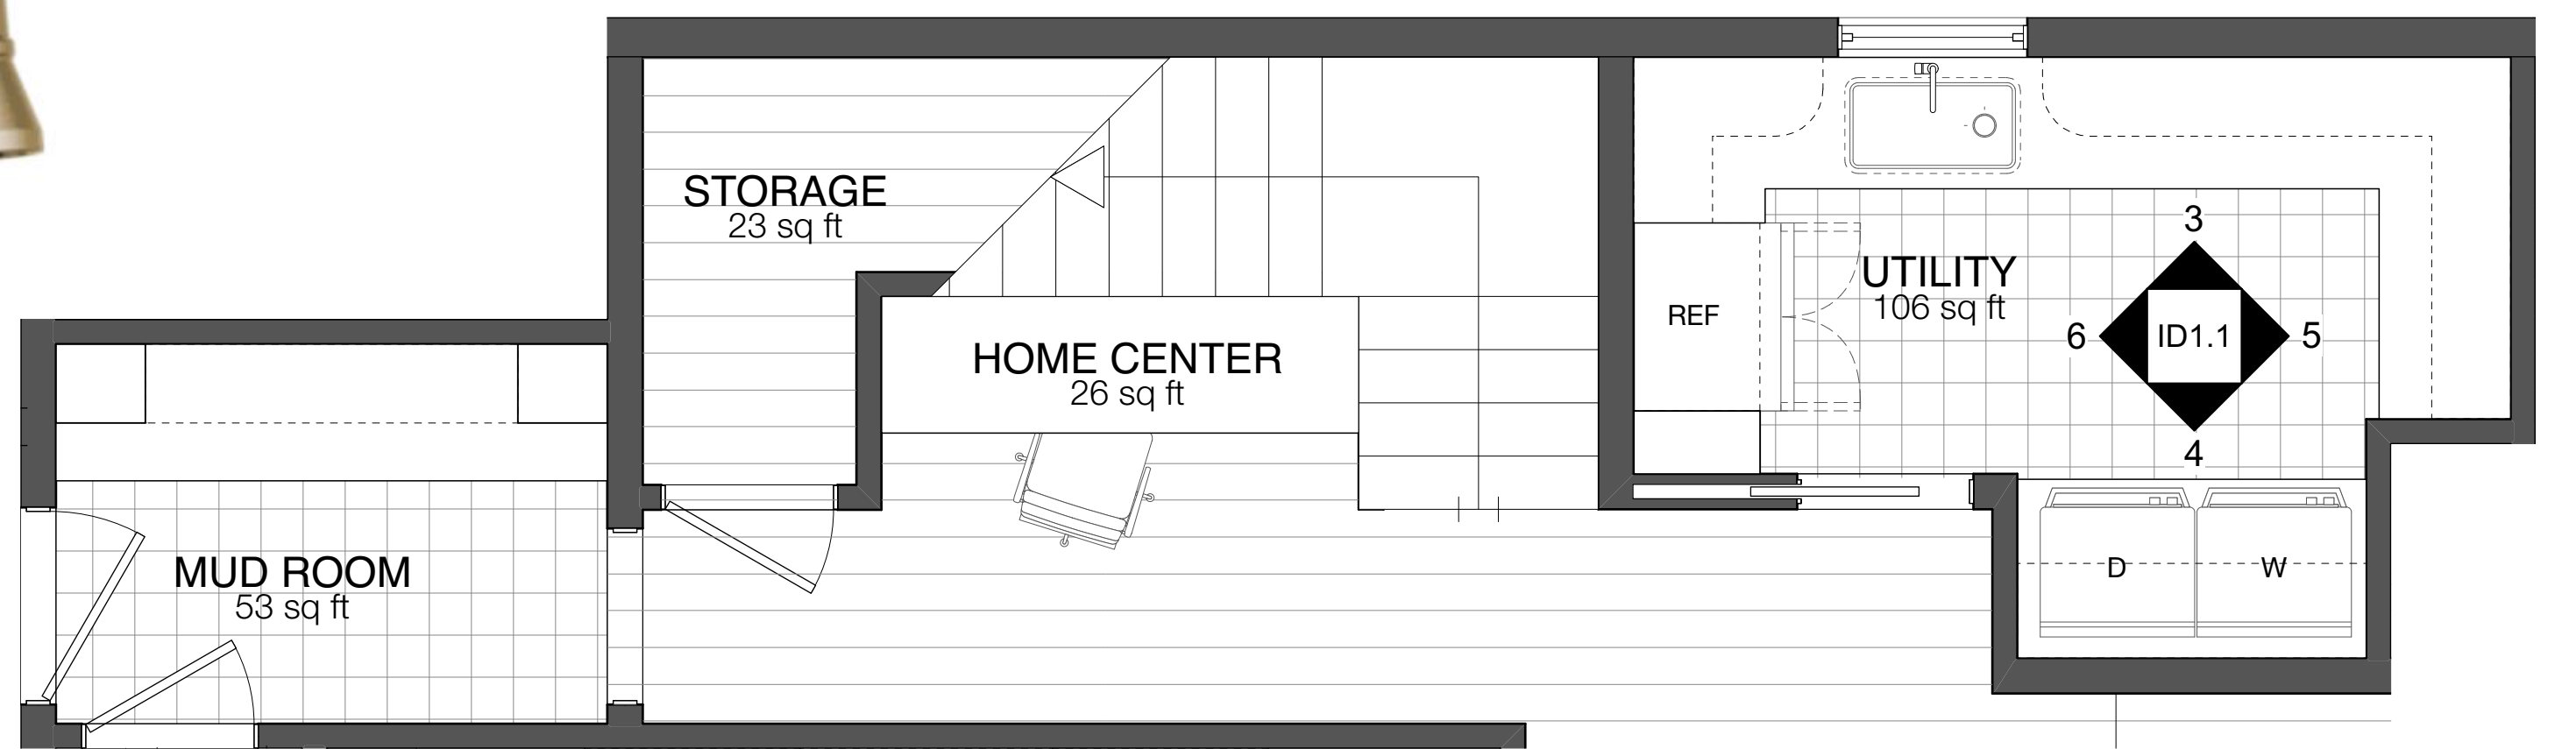 STORAGE
23 sq ft
HOME CENTER
26 sq ft
MUD ROOM
53 sq ft
REF
UTILITY
106 sq ft
3
6
ID1.1
5
4
D
W